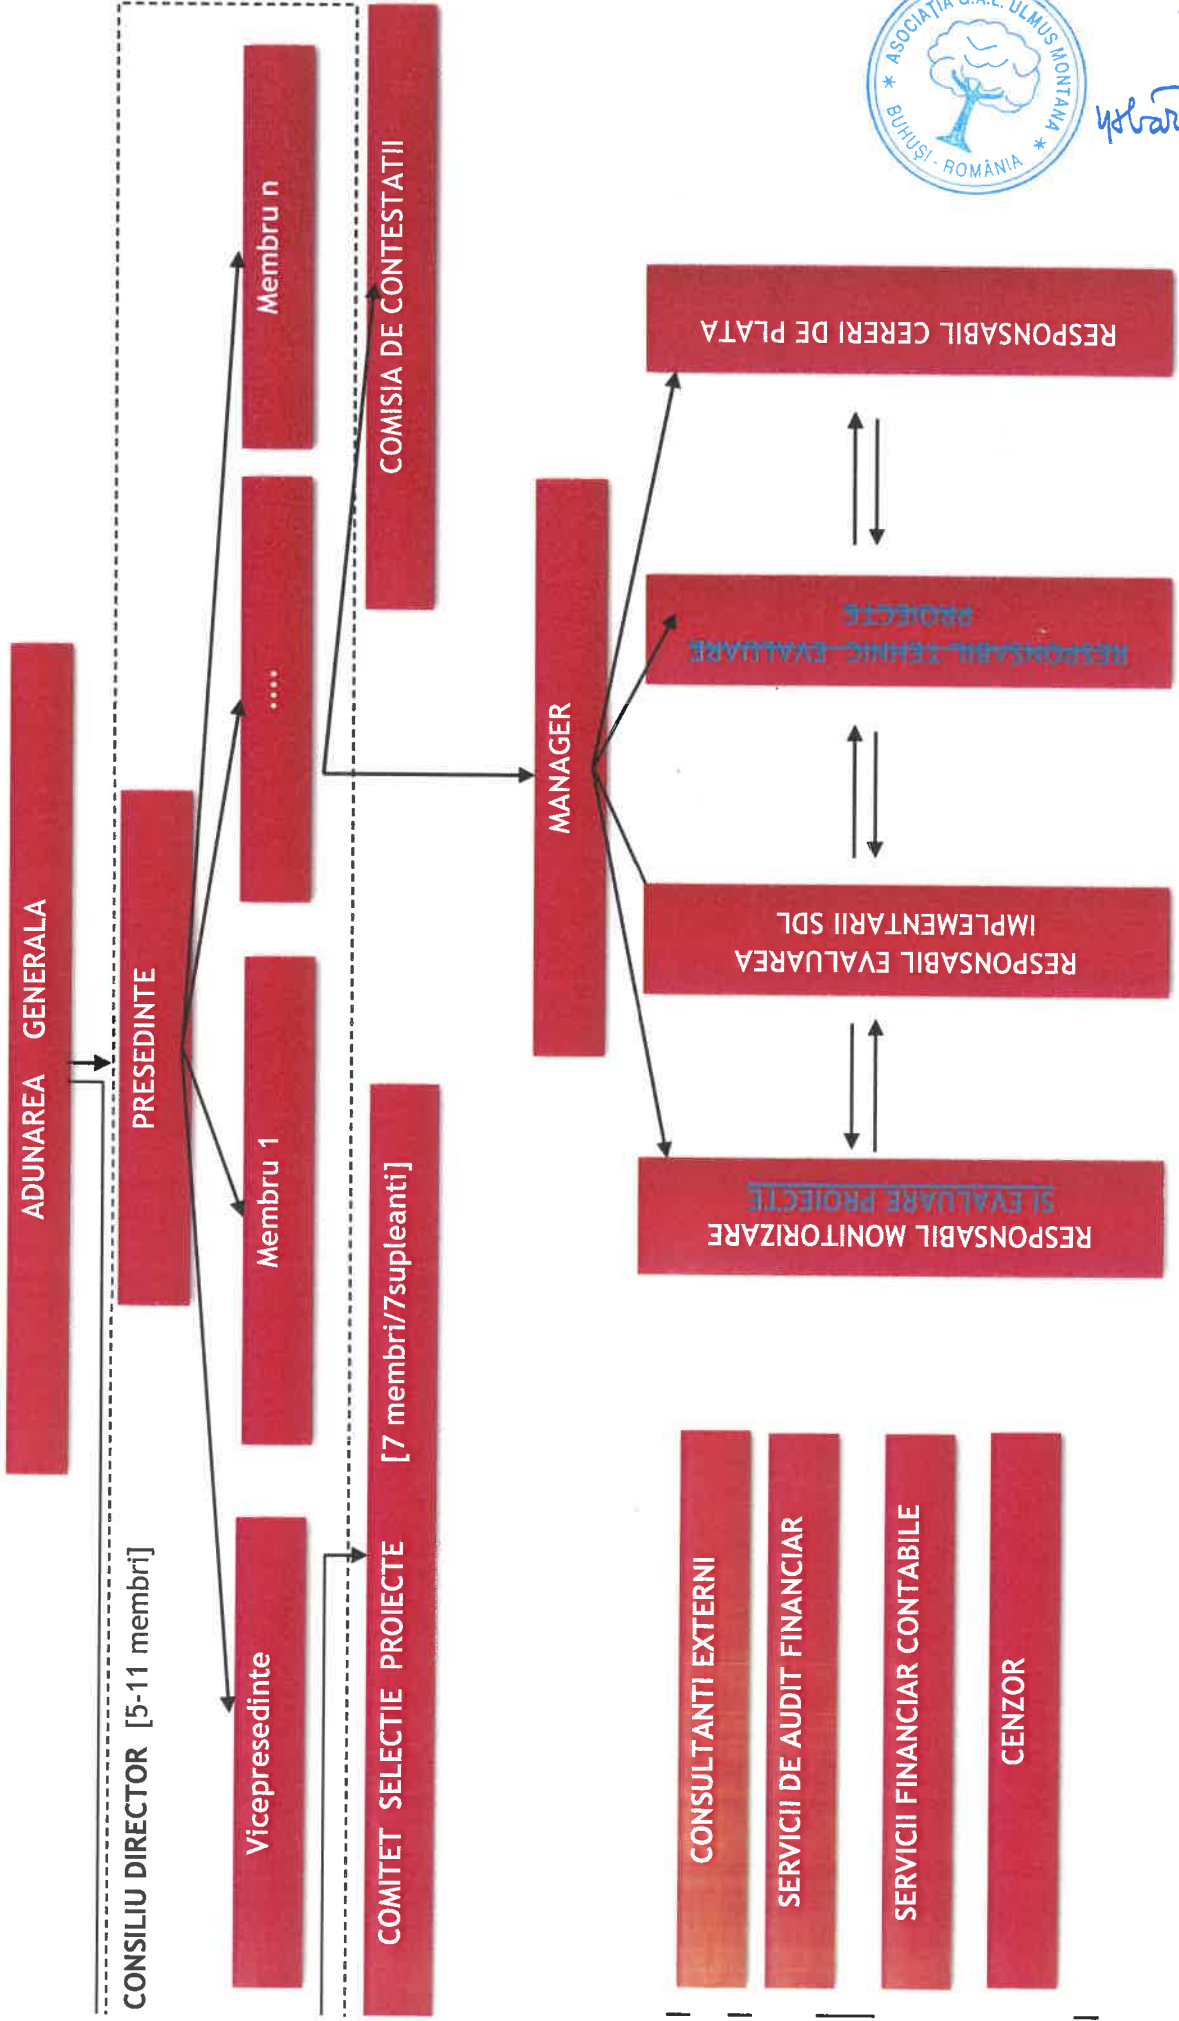 ADUNAREA GENERALA
CONSILIU DIRECTOR [5-11 membri]
PRESEDINTE
Vicepresedinte
Membru 1
....
Membru n
COMITET SELECTIE PROIECTE [7 membri/7supleanti]
COMISIA DE CONTESTATII
MANAGER
RESPONSABIL MONITORIZARE
SI EVALUARE PROIECTE
RESPONSABIL EVALUAREA
IMPLEMENTARII SDL
RESPONSABIL TEHNIC EVALUARE
PROIECTE
RESPONSABIL CERERI DE PLATA
CONSULTANTI EXTERNI
SERVICII DE AUDIT FINANCIAR
SERVICII FINANCIAR CONTABILE
CENZOR
* ASOCIAȚIA G.A.L. ULMUS MONTANA *
BUHUȘI - ROMÂNIA